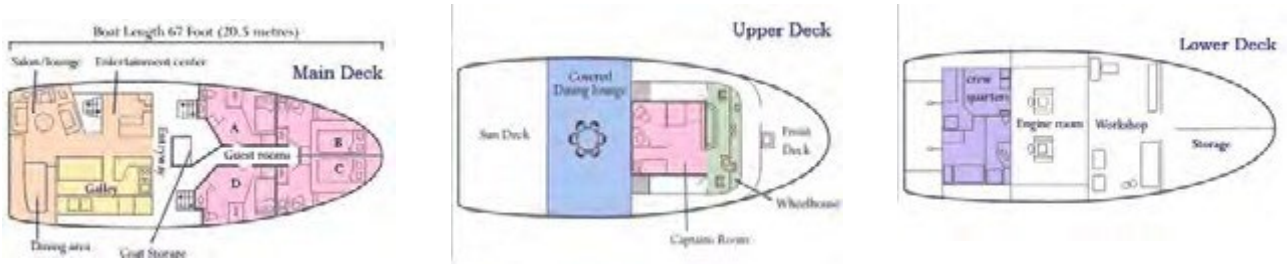 Boat Length 67 Foot (20.5 metres)
Salon/lounge
Entertainment center
Main Deck
A
B
Entryway
Guest rooms
C
D
Galley
Dining area
Coat Storage
Upper Deck
Covered
Dining lounge
Sun Deck
Front
Deck
Wheelhouse
Captains Room
Lower Deck
crew
quarters
Engine room
Workshop
Storage